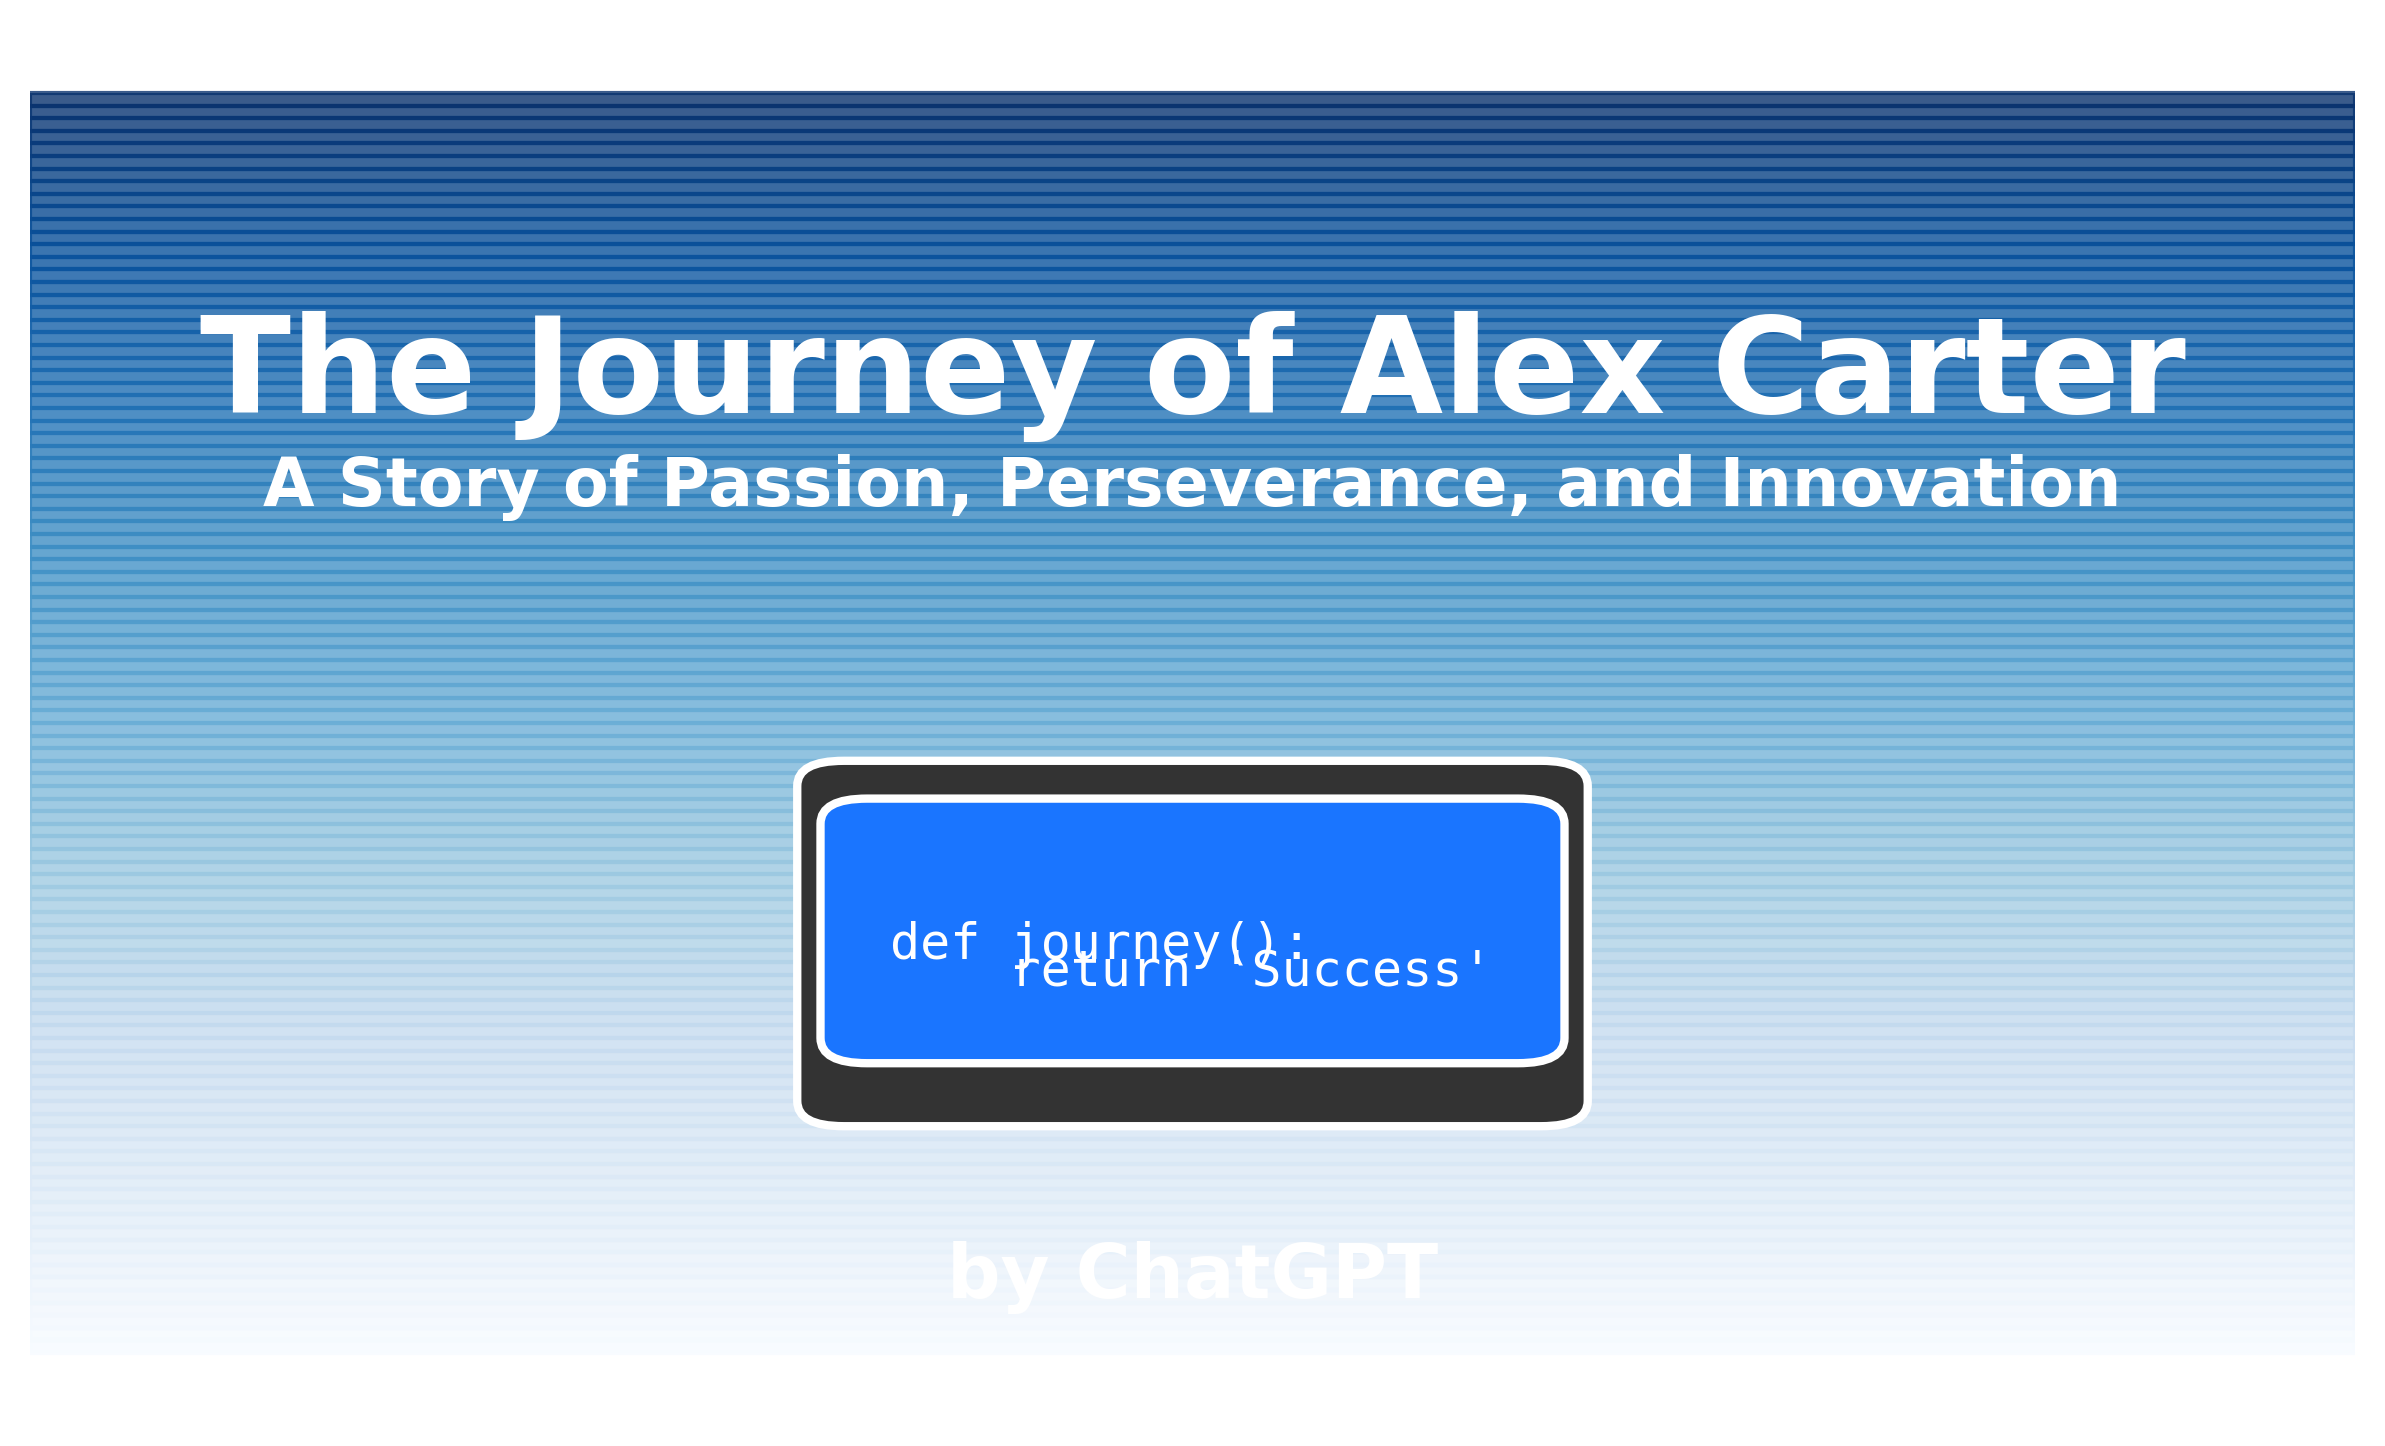 The Journey of Alex Carter
A Story of Passion, Perseverance, and Innovation
def journey():
    return 'Success'
by ChatGPT